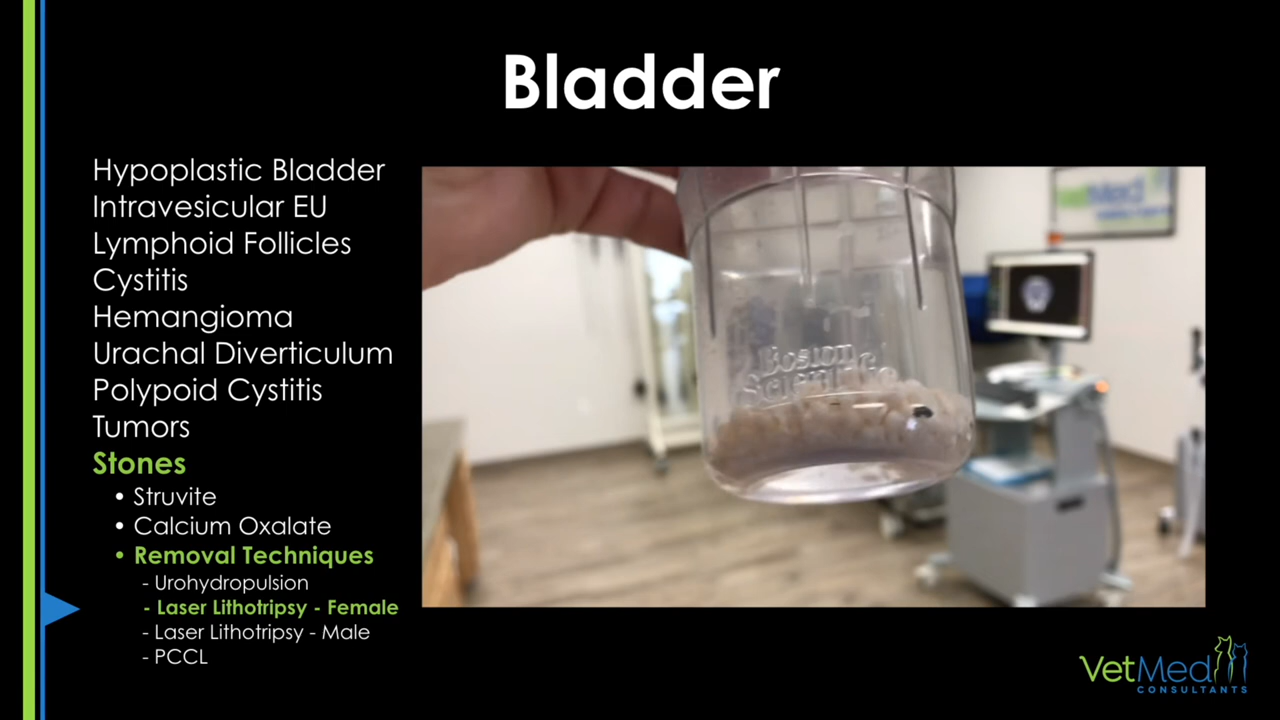 Bladder
Hypoplastic Bladder
Intravesicular EU
Lymphoid Follicles
Cystitis
Hemangioma
Urachal Diverticulum
Polypoid Cystitis
Tumors
Stones
• Struvite
• Calcium Oxalate
• Removal Techniques
- Urohydropulsion
- Laser Lithotripsy - Female
- Laser Lithotripsy - Male
- PCCL
VetMed
Boston
Scientific
VetMed
CONSULTANTS